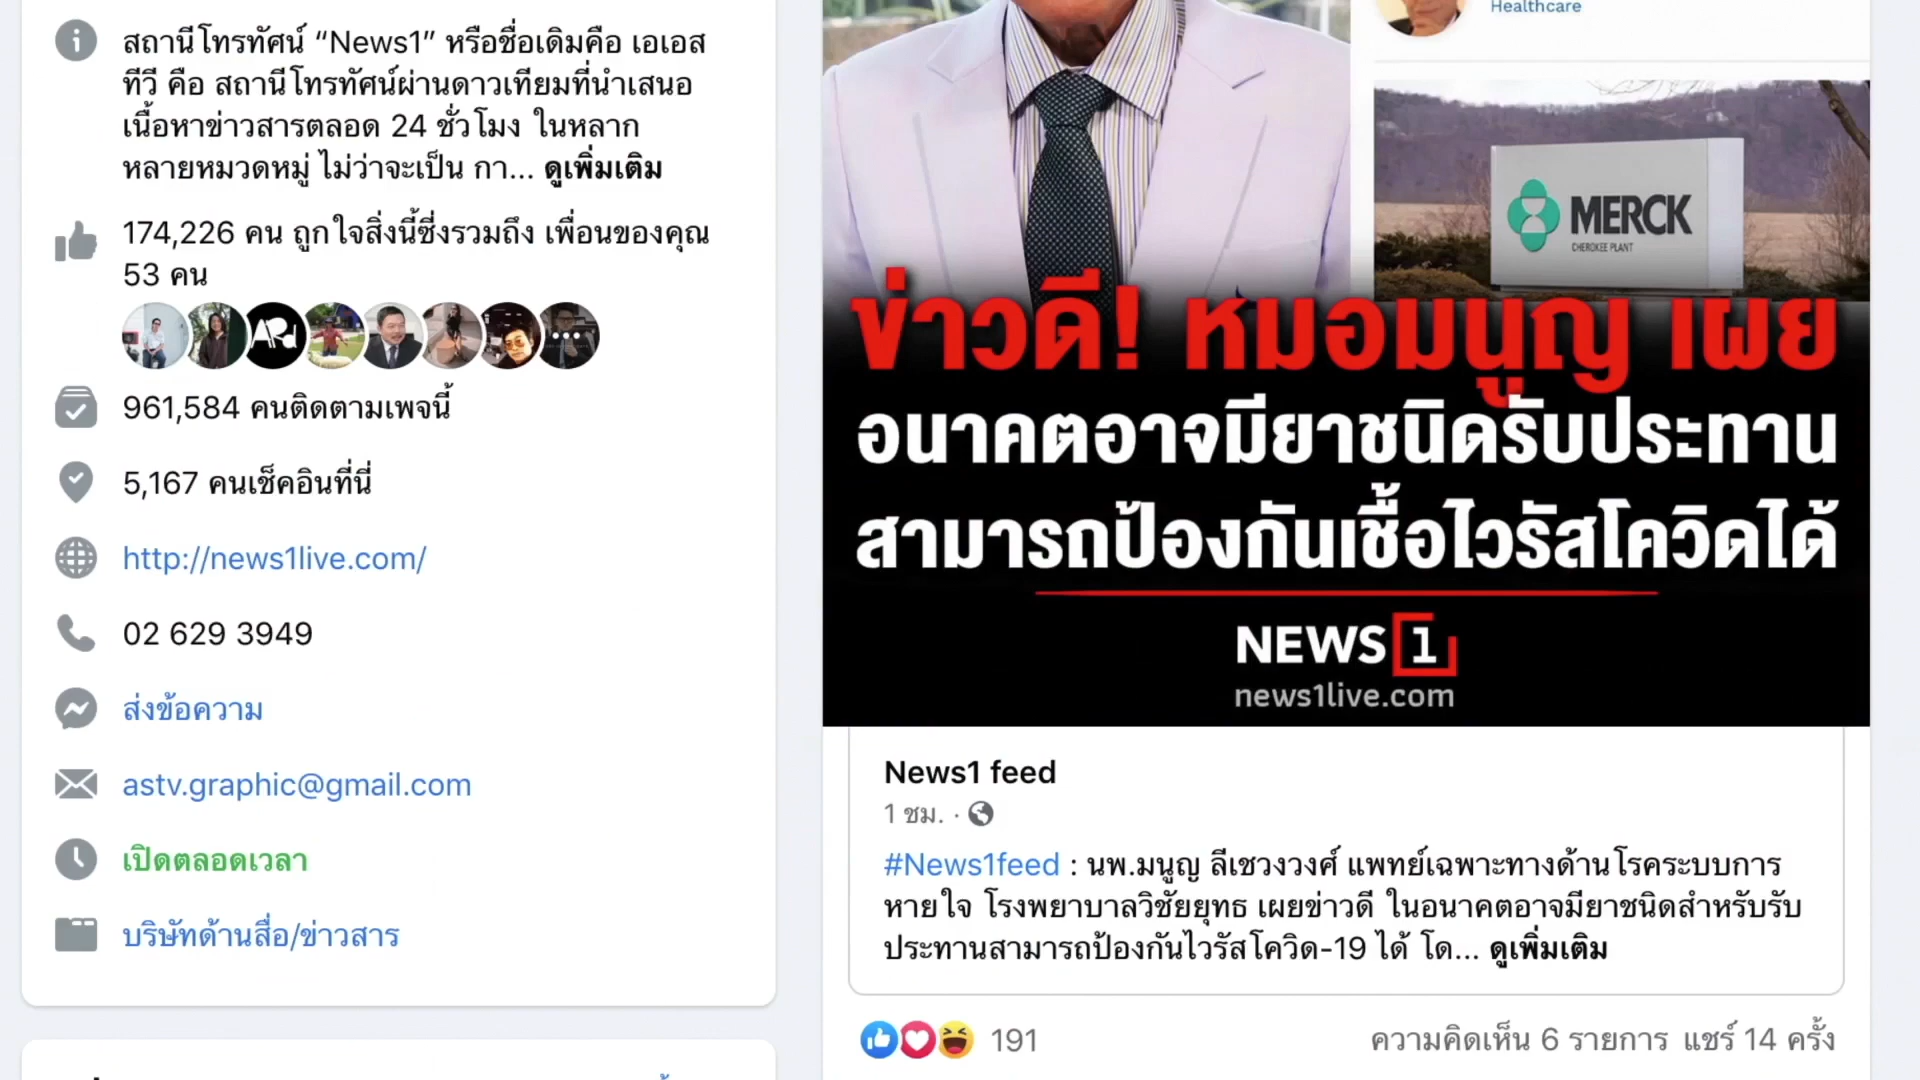 สถานีโทรทัศน์ “News1” หรือชื่อเดิมคือ เอเอส
ทีวี คือ สถานีโทรทัศน์ผ่านดาวเทียมที่นำเสนอ
เนื้อหาข่าวสารตลอด 24 ชั่วโมง ในหลาก
หลายหมวดหมู่ ไม่ว่าจะเป็น กา... ดูเพิ่มเติม
174,226 คน ถูกใจสิ่งนี้ซึ่งรวมถึง เพื่อนของคุณ
53 คน
961,584 คนติดตามเพจนี้
5,167 คนเช็คอินที่นี่
http://news1live.com/
02 629 3949
ส่งข้อความ
astv.graphic@gmail.com
เปิดตลอดเวลา
บริษัทด้านสื่อ/ข่าวสาร
Healthcare
MERCK
CHEROKEE PLANT
ข่าวดี! หมอมนูญ เผย
อนาคตอาจมียาชนิดรับประทาน
สามารถป้องกันเชื้อไวรัสโควิดได้
NEWS 1
news1live.com
News1 feed
1 ชม. ·
#News1feed : นพ.มนูญ ลีเชวงวงศ์ แพทย์เฉพาะทางด้านโรคระบบการ
หายใจ โรงพยาบาลวิชัยยุทธ เผยข่าวดี ในอนาคตอาจมียาชนิดสำหรับรับ
ประทานสามารถป้องกันไวรัสโควิด-19 ได้ โด... ดูเพิ่มเติม
191
ความคิดเห็น 6 รายการ แชร์ 14 ครั้ง